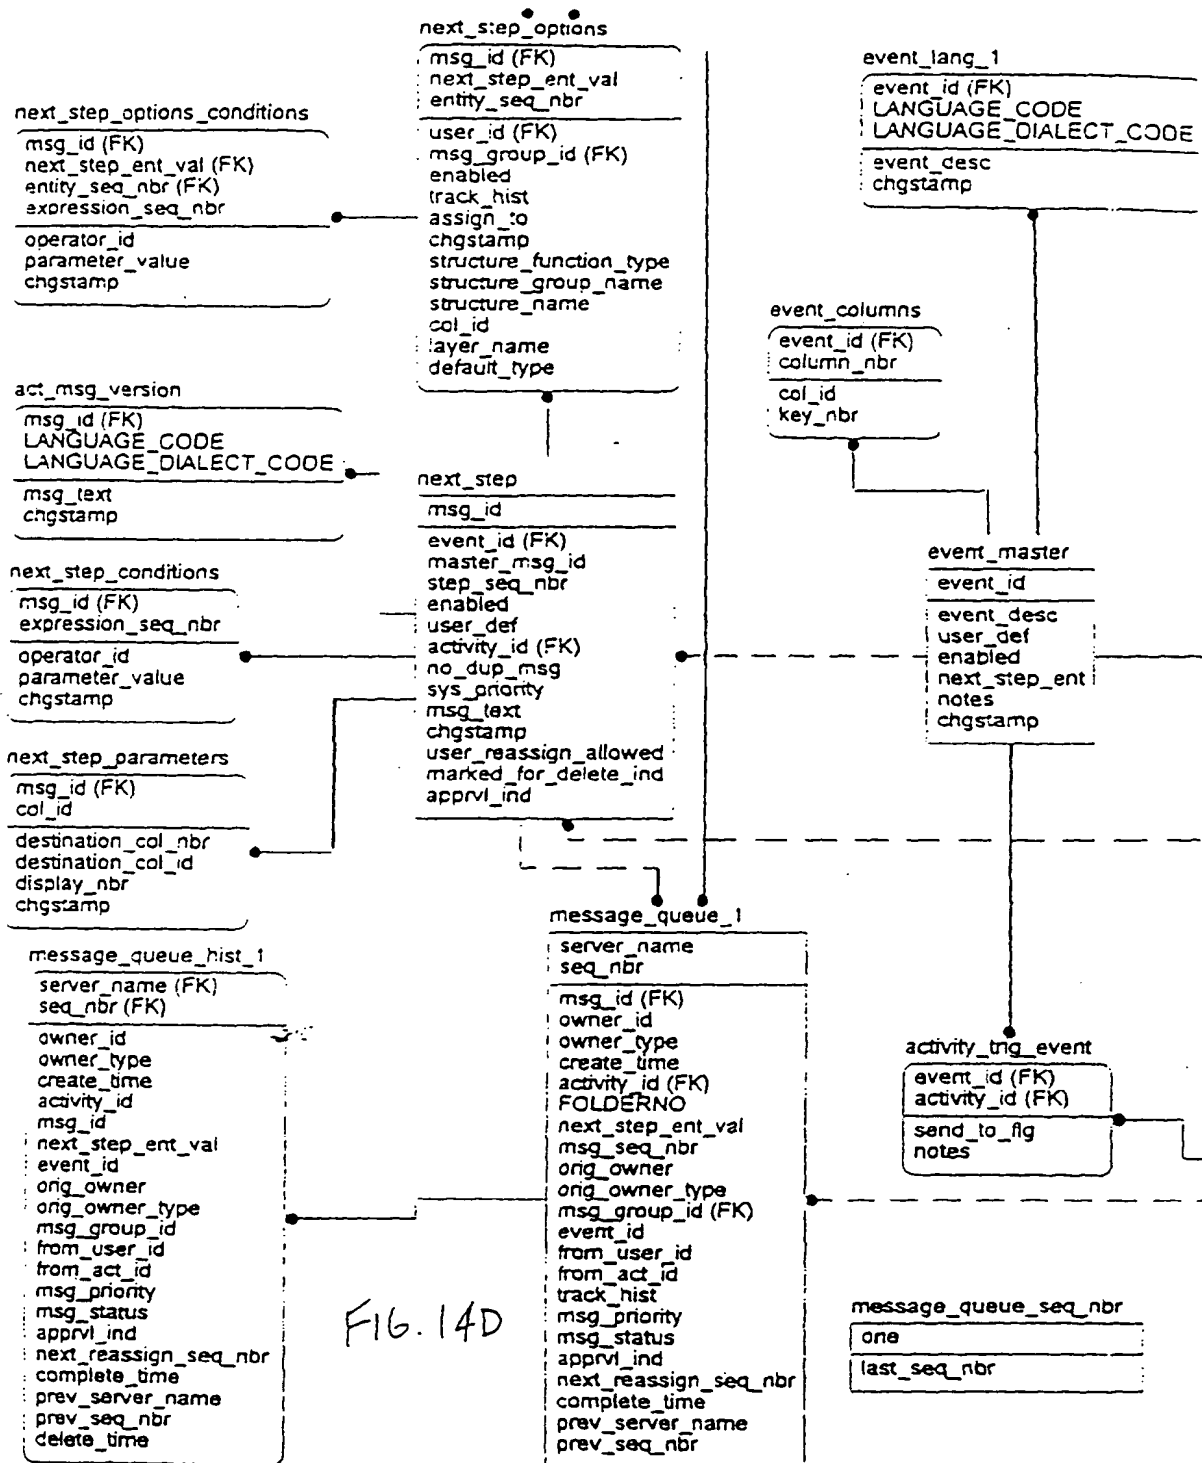 next_step_options
msg_id (FK)
next_step_ent_val
entity_seq_nbr
user_id (FK)
msg_group_id (FK)
enabled
track_hist
assign_to
chgstamp
structure_function_type
structure_group_name
structure_name
col_id
layer_name
default_type
event_lang_1
event_id (FK)
LANGUAGE_CODE
LANGUAGE_DIALECT_CODE
event_desc
chgstamp
next_step_options_conditions
msg_id (FK)
next_step_ent_val (FK)
entity_seq_nbr (FK)
expression_seq_nbr
operator_id
parameter_value
chgstamp
event_columns
event_id (FK)
column_nbr
col_id
key_nbr
act_msg_version
msg_id (FK)
LANGUAGE_CODE
LANGUAGE_DIALECT_CODE
msg_text
chgstamp
next_step
msg_id
event_id (FK)
master_msg_id
step_seq_nbr
enabled
user_def
activity_id (FK)
no_dup_msg
sys_priority
msg_text
chgstamp
user_reassign_allowed
marked_for_delete_ind
apprvl_ind
event_master
event_id
event_desc
user_def
enabled
next_step_ent
notes
chgstamp
next_step_conditions
msg_id (FK)
expression_seq_nbr
operator_id
parameter_value
chgstamp
next_step_parameters
msg_id (FK)
col_id
destination_col_nbr
destination_col_id
display_nbr
chgstamp
message_queue_hist_1
server_name (FK)
seq_nbr (FK)
owner_id
owner_type
create_time
activity_id
msg_id
next_step_ent_val
event_id
orig_owner
orig_owner_type
msg_group_id
from_user_id
from_act_id
msg_priority
msg_status
apprvl_ind
next_reassign_seq_nbr
complete_time
prev_server_name
prev_seq_nbr
delete_time
message_queue_1
server_name
seq_nbr
msg_id (FK)
owner_id
owner_type
create_time
activity_id (FK)
FOLDERNO
next_step_ent_val
msg_seq_nbr
orig_owner
orig_owner_type
msg_group_id (FK)
event_id
from_user_id
from_act_id
track_hist
msg_priority
msg_status
apprvl_ind
next_reassign_seq_nbr
complete_time
prev_server_name
prev_seq_nbr
activity_trig_event
event_id (FK)
activity_id (FK)
send_to_flg
notes
message_queue_seq_nbr
one
last_seq_nbr
FIG. 14D